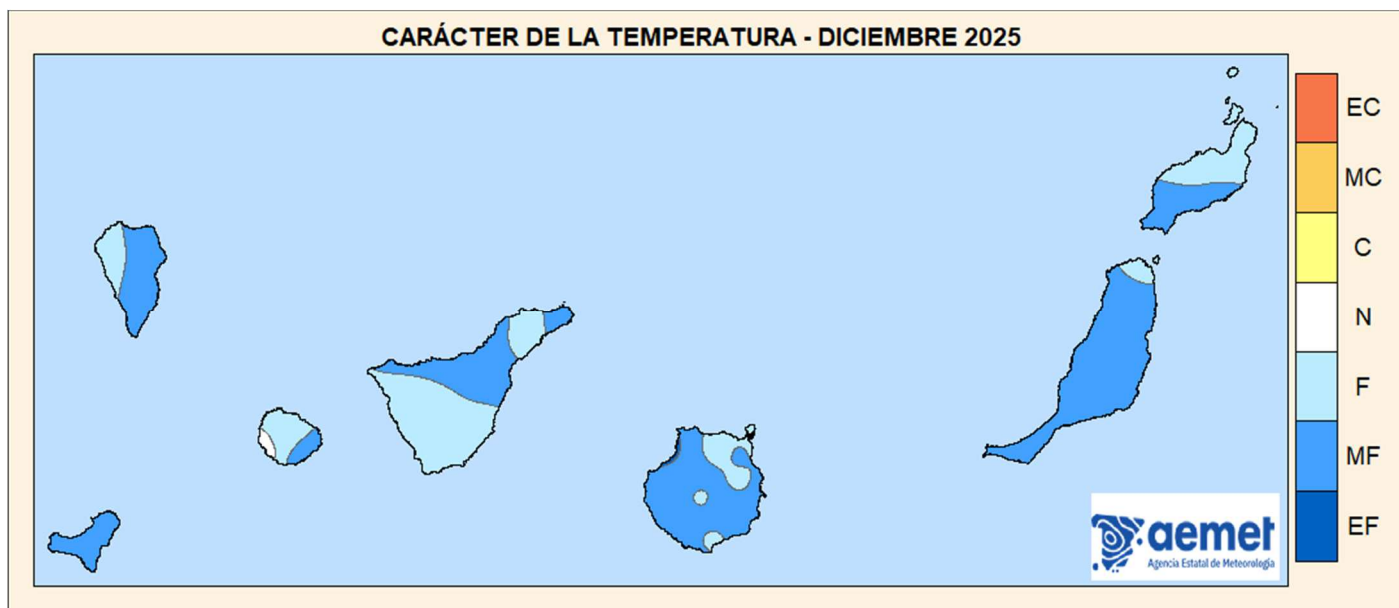 CARÁCTER DE LA TEMPERATURA - DICIEMBRE 2025
EC
MC
C
N
F
MF
EF
aemet
Agencia Estatal de Meteorología